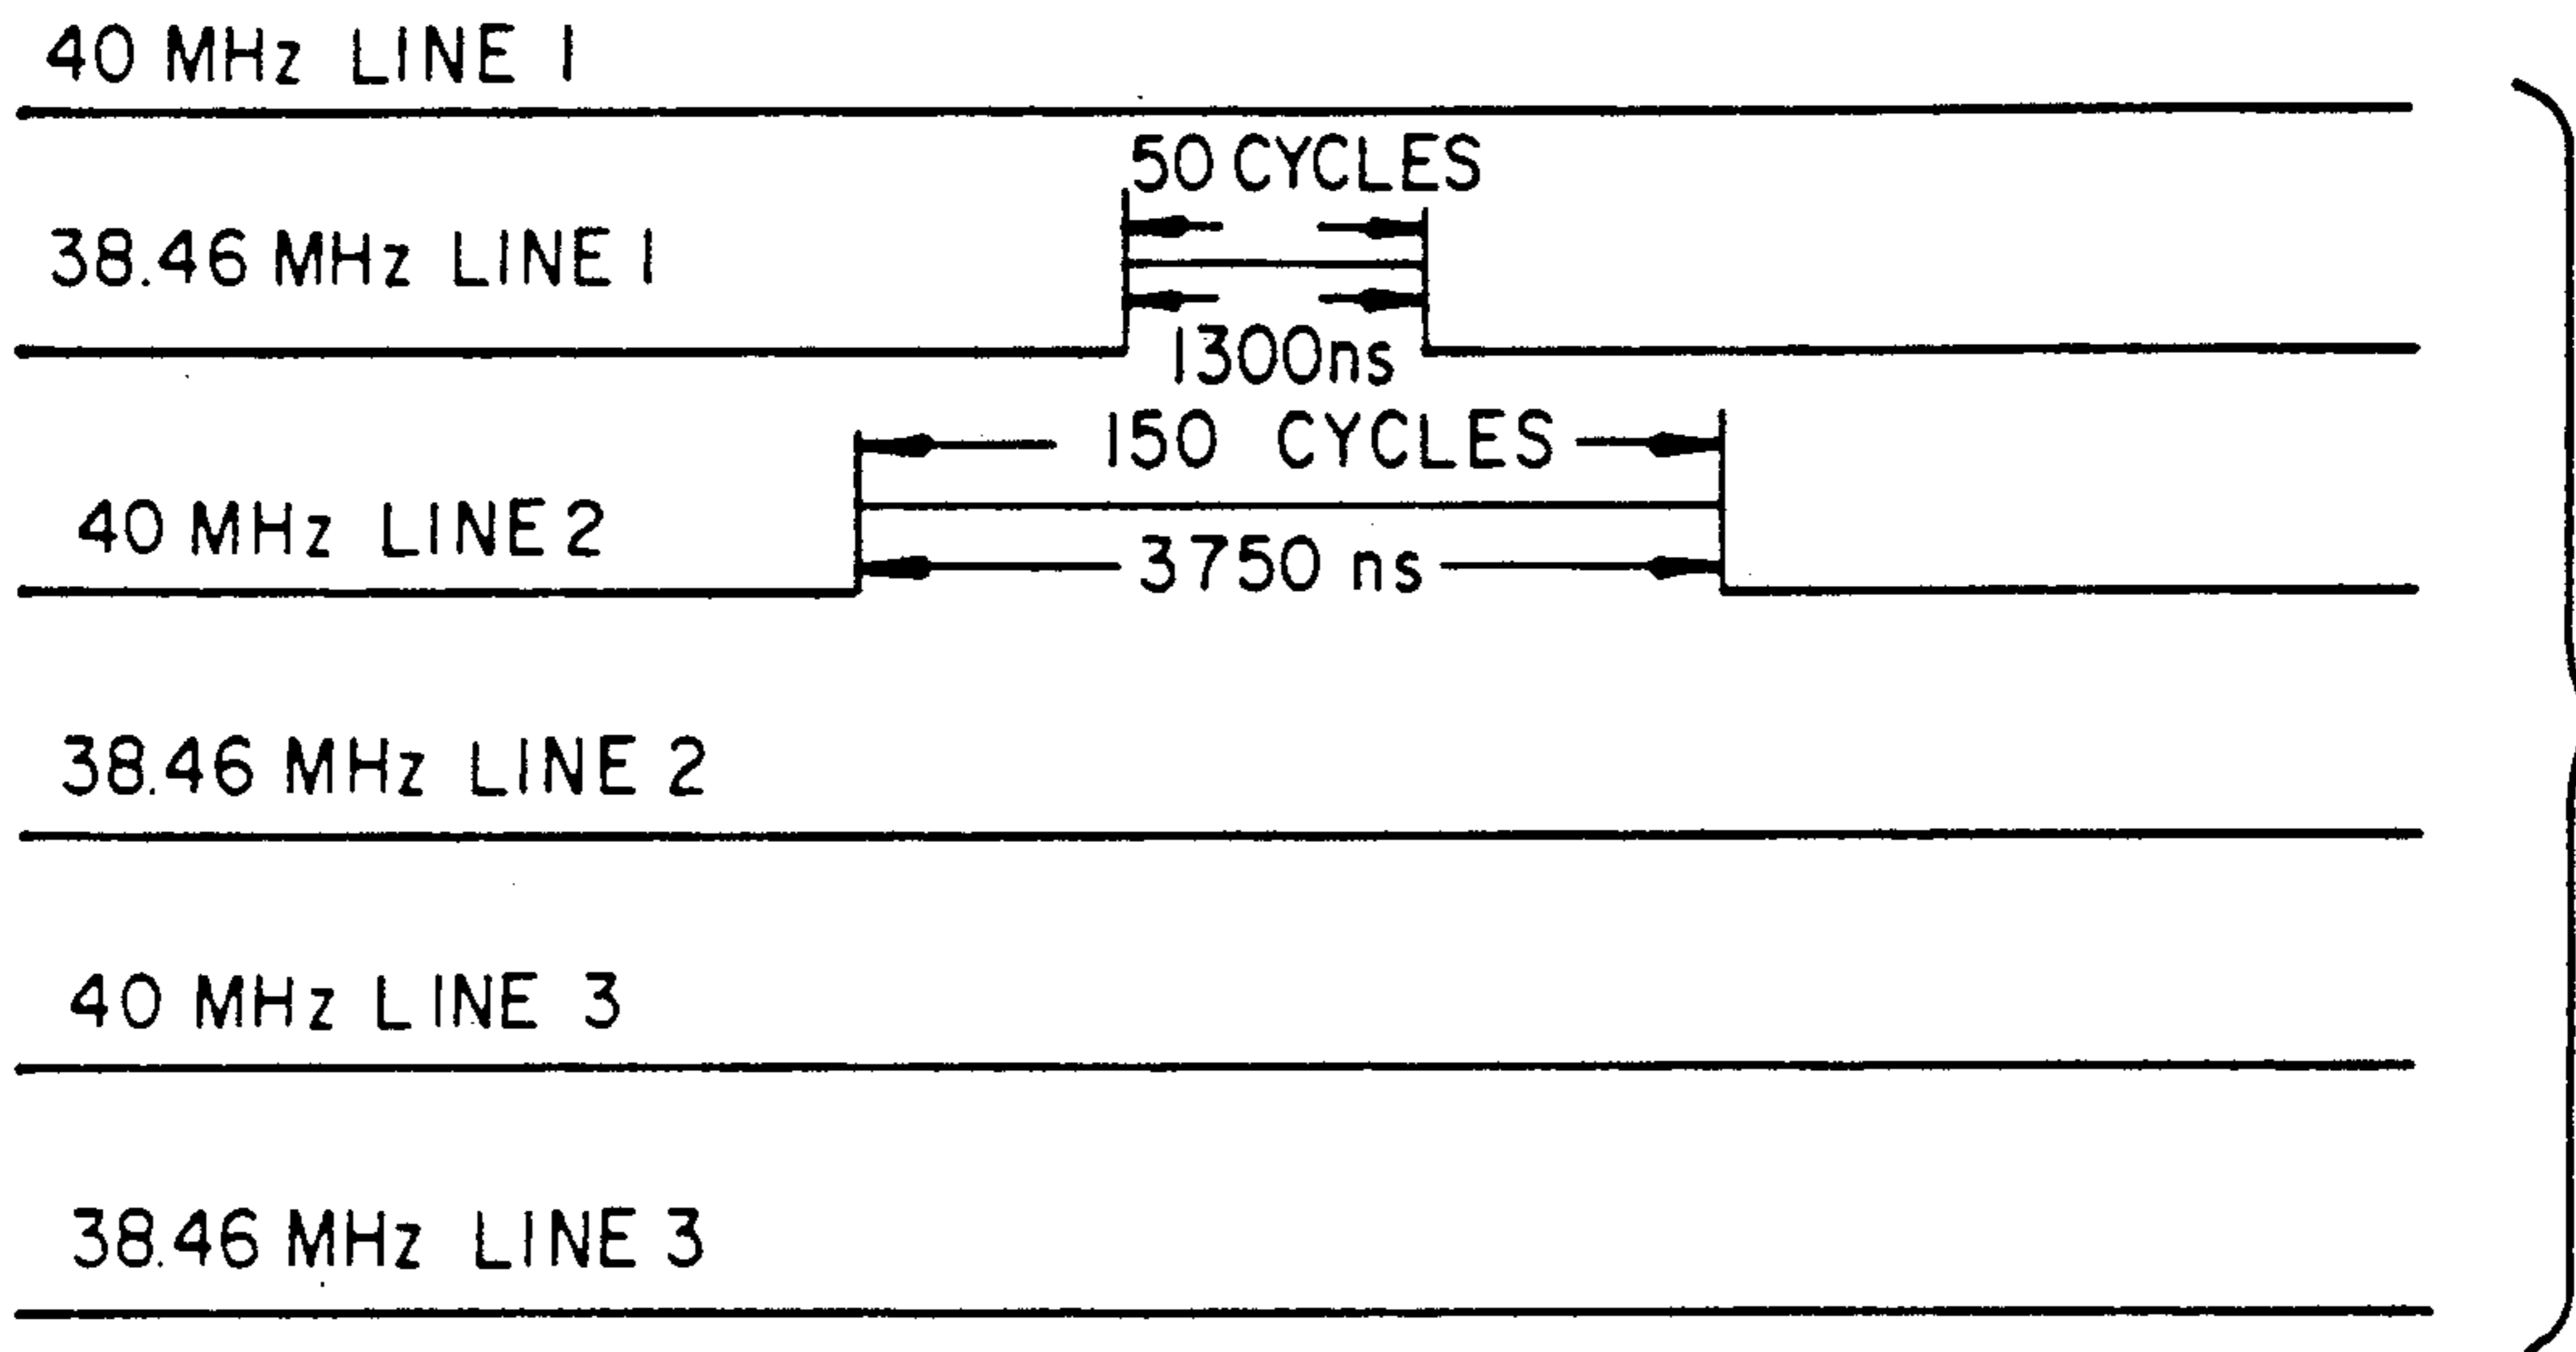 40 MHz LINE 1
50 CYCLES
38.46 MHz LINE 1
1300ns
150 CYCLES
40 MHz LINE 2
3750 ns
38.46 MHz LINE 2
40 MHz LINE 3
38.46 MHz LINE 3